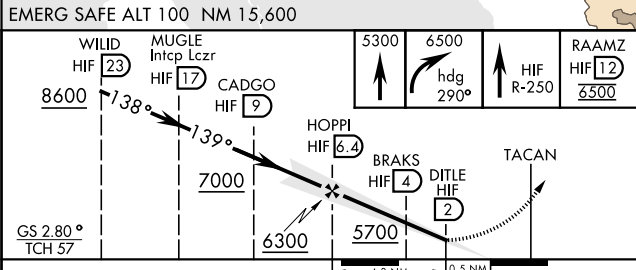 EMERG SAFE ALT 100 NM 15,600
WILID
HIF 23
MUGLE
Intcp Lczr
HIF 17
CADGO
HIF 9
HOPPI
HIF 6.4
BRAKS
HIF 4
DITLE
HIF
2
TACAN
5300
6500
hdg
290°
HIF
R-250
RAAMZ
HIF 12
6500
8600
138°
139°
7000
6300
5700
GS 2.80°
TCH 57
0.5 NM